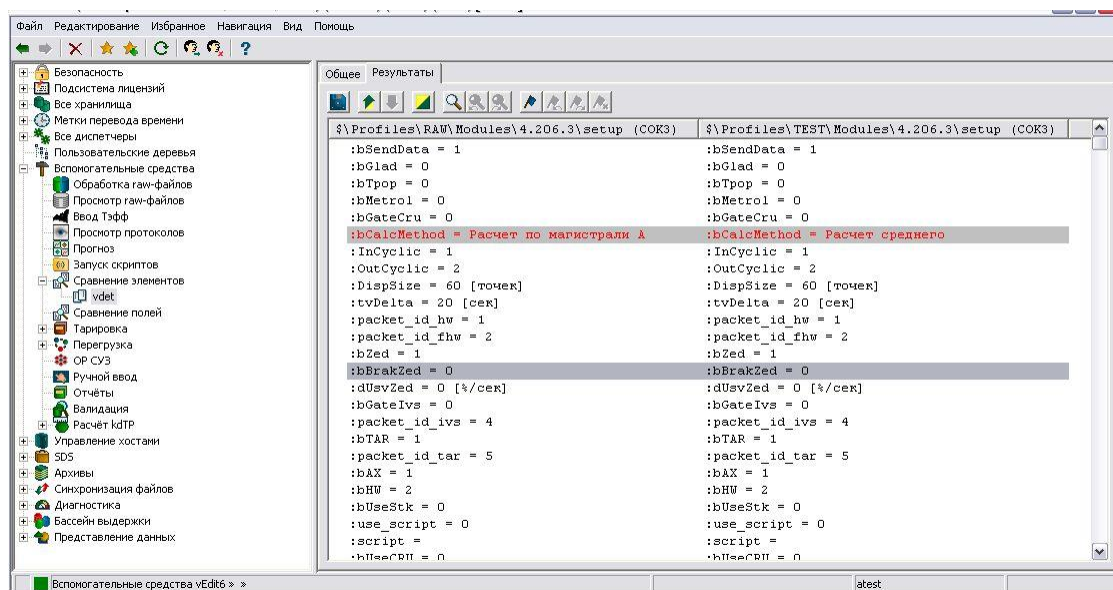 Файл Редактирование Избранное Навигация Вид Помощь
Безопасность
Подсистема лицензий
Все хранилища
Метки перевода времени
Все диспетчеры
Пользовательские деревья
Вспомогательные средства
Обработка raw-файлов
Просмотр raw-файлов
Ввод Тэфф
Просмотр протоколов
Прогноз
Запуск скриптов
Сравнение элементов
vdet
Сравнение полей
Тарировка
Перегрузка
ОР СУЗ
Ручной ввод
Отчёты
Валидация
Расчёт kdTP
Управление хостами
SDS
Архивы
Синхронизация файлов
Диагностика
Бассейн выдержки
Представление данных
Общее Результаты
$\Profiles\RAW\Modules\4.206.3\setup (СОК3) $\Profiles\TEST\Modules\4.206.3\setup (СОК3)
:bSendData = 1 :bSendData = 1
:bGlad = 0 :bGlad = 0
:bTpop = 0 :bTpop = 0
:bMetrol = 0 :bMetrol = 0
:bGateCru = 0 :bGateCru = 0
:bCalcMethod = Расчет по магистрали А :bCalcMethod = Расчет среднего
:InCyclic = 1 :InCyclic = 1
:OutCyclic = 2 :OutCyclic = 2
:DispSize = 60 [точек] :DispSize = 60 [точек]
:tvDelta = 20 [сек] :tvDelta = 20 [сек]
:packet_id_hw = 1 :packet_id_hw = 1
:packet_id_fhw = 2 :packet_id_fhw = 2
:bZed = 1 :bZed = 1
:bBrakZed = 0 :bBrakZed = 0
:dUsvZed = 0 [%/сек] :dUsvZed = 0 [%/сек]
:bGateIvs = 0 :bGateIvs = 0
:packet_id_ivs = 4 :packet_id_ivs = 4
:bTAR = 1 :bTAR = 1
:packet_id_tar = 5 :packet_id_tar = 5
:bAX = 1 :bAX = 1
:bHW = 2 :bHW = 2
:bUseStk = 0 :bUseStk = 0
:use_script = 0 :use_script = 0
:script = :script =
:bUseCRU = 0 :bUseCRU = 0
Вспомогательные средства vEdit6 » » atest